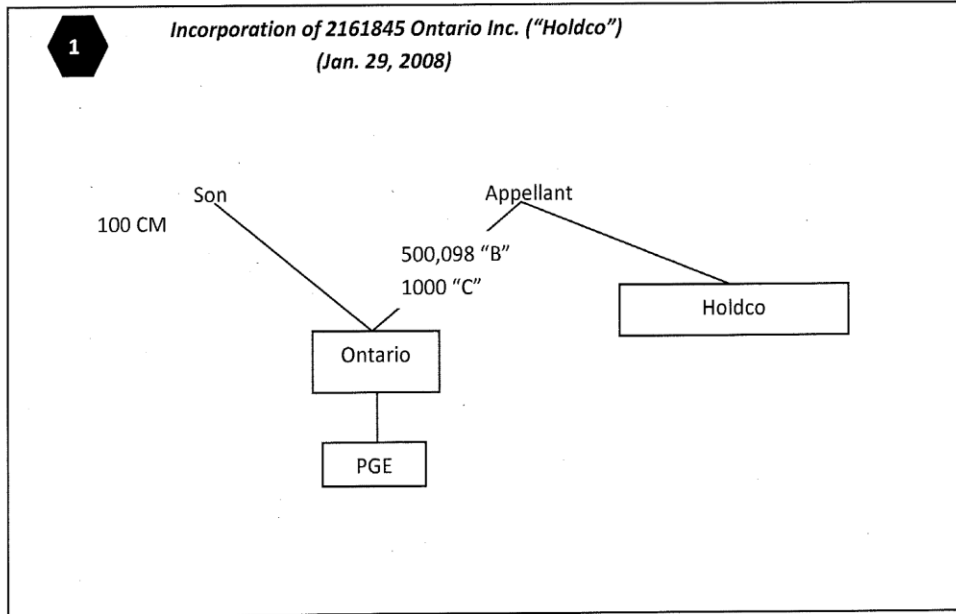 1
Incorporation of 2161845 Ontario Inc. (“Holdco”)
(Jan. 29, 2008)
Son
Appellant
100 CM
500,098 “B”
1000 “C”
Holdco
Ontario
PGE